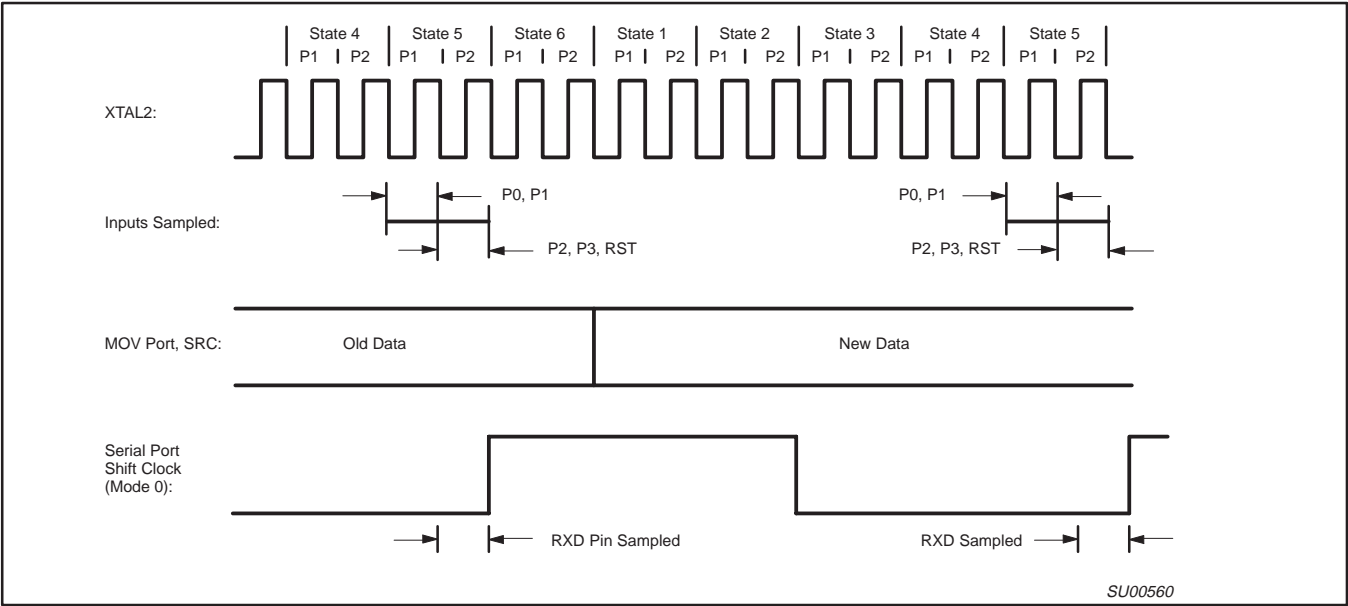 State 4 State 5 State 6 State 1 State 2 State 3 State 4 State 5
P1 P2 P1 P2 P1 P2 P1 P2 P1 P2 P1 P2 P1 P2 P1 P2
XTAL2:
P0, P1 P0, P1
Inputs Sampled:
P2, P3, RST P2, P3, RST
MOV Port, SRC: Old Data New Data
Serial Port
Shift Clock
(Mode 0):
RXD Pin Sampled RXD Sampled
SU00560